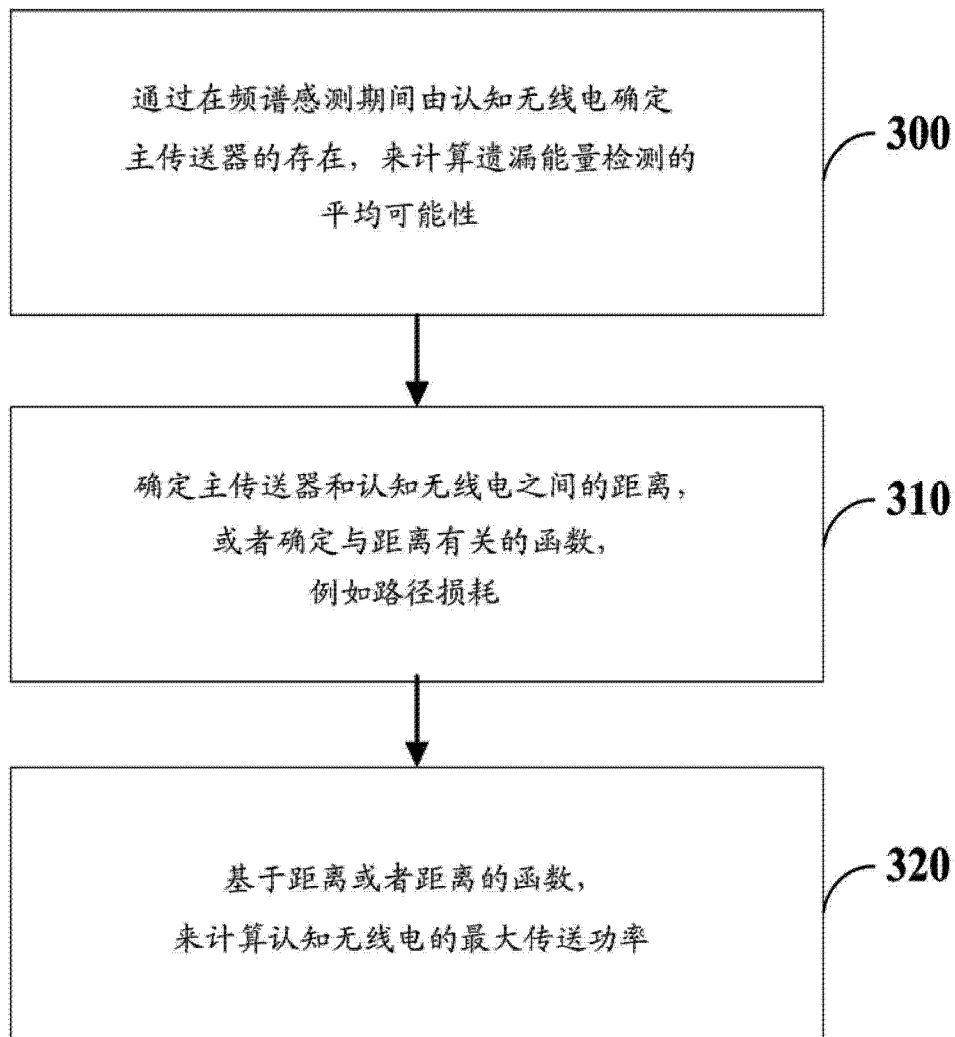 通过在频谱感测期间由认知无线电确定
主传送器的存在，来计算遗漏能量检测的
平均可能性
300
确定主传送器和认知无线电之间的距离，
或者确定与距离有关的函数，
例如路径损耗
310
基于距离或者距离的函数，
来计算认知无线电的最大传送功率
320